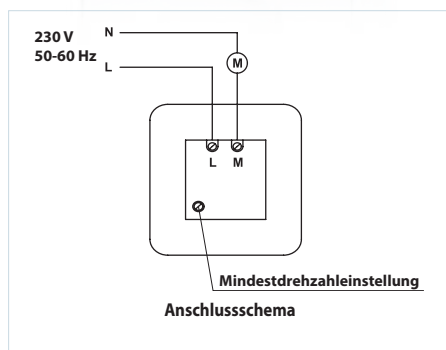 230 V
50-60 Hz
N
L
M
L M
Mindestdrehzahleinstellung
Anschlussschema